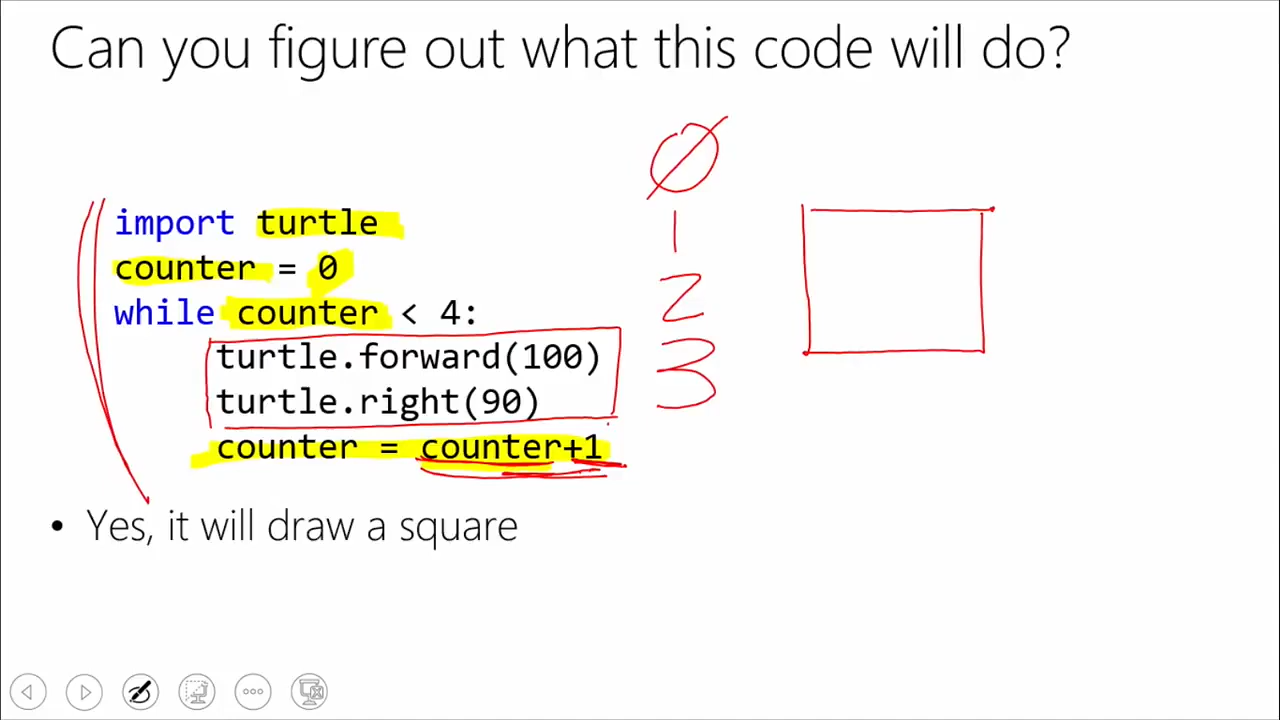 Can you figure out what this code will do?
0
import turtle
1
counter = 0
2
while counter < 4:
3
turtle.forward(100)
turtle.right(90)
counter = counter+1
• Yes, it will draw a square